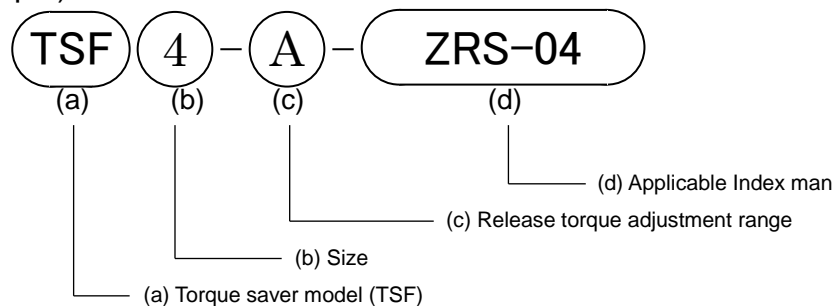 TSF 4 - A - ZRS-04
(a) (b) (c) (d)
(d) Applicable Index man
(c) Release torque adjustment range
(b) Size
(a) Torque saver model (TSF)